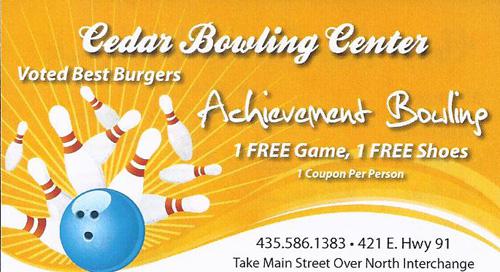 Cedar Bowling Center
Voted Best Burgers
Achievement Bowling
1 FREE Game, 1 FREE Shoes
1 Coupon Per Person
435.586.1383 • 421 E. Hwy 91
Take Main Street Over North Interchange